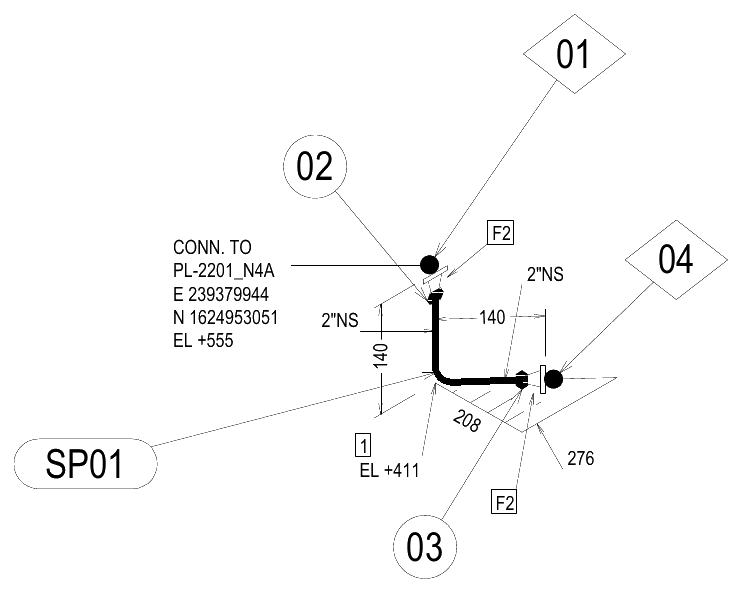 01
02
F2
CONN. TO
PL-2201_N4A
E 239379944
N 1624953051
EL +555
04
2"NS
2"NS
140
140
208
1
EL +411
276
SP01
F2
03